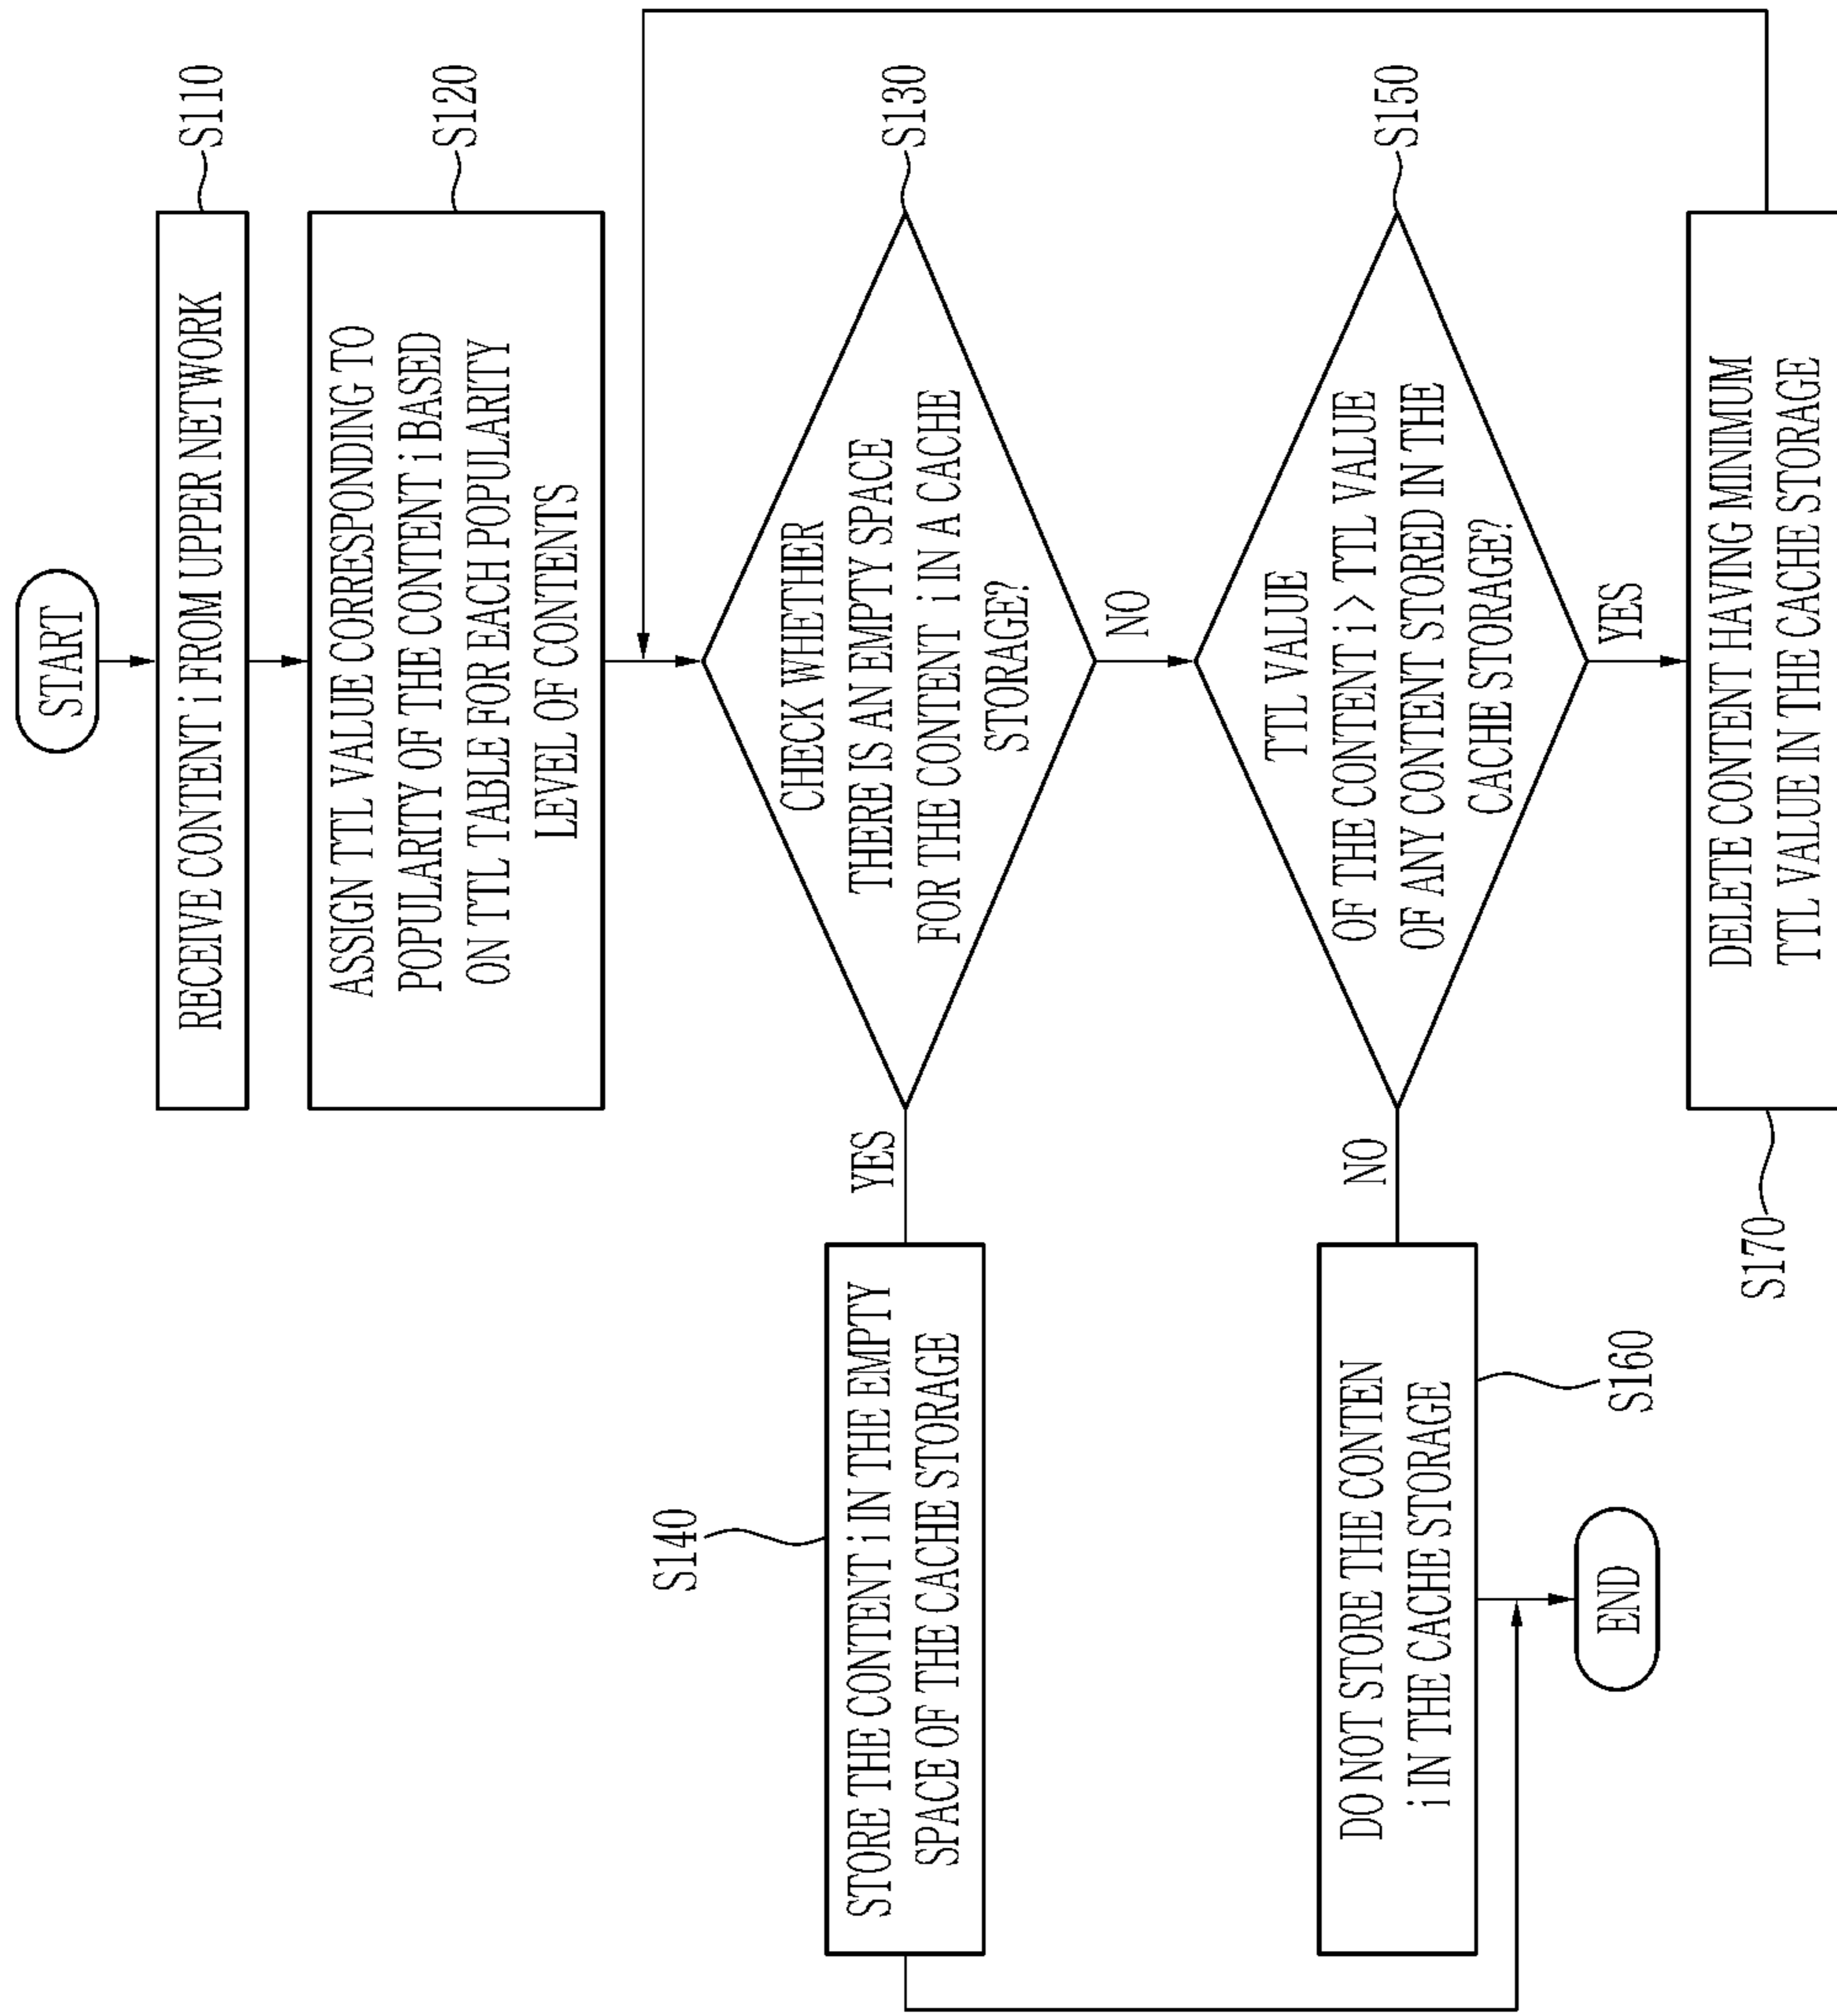 START
RECEIVE CONTENT i FROM UPPER NETWORK
S110
ASSIGN TTL VALUE CORRESPONDING TO
POPULARITY OF THE CONTENT i BASED
ON TTL TABLE FOR EACH POPULARITY
LEVEL OF CONTENTS
S120
CHECK WHETHER
THERE IS AN EMPTY SPACE
FOR THE CONTENT i IN A CACHE
STORAGE?
S130
YES
NO
S140
STORE THE CONTENT i IN THE EMPTY
SPACE OF THE CACHE STORAGE
TTL VALUE
OF THE CONTENT i > TTL VALUE
OF ANY CONTENT STORED IN THE
CACHE STORAGE?
S150
NO
YES
DO NOT STORE THE CONTEN
i IN THE CACHE STORAGE
S160
DELETE CONTENT HAVING MINIMUM
TTL VALUE IN THE CACHE STORAGE
S170
END